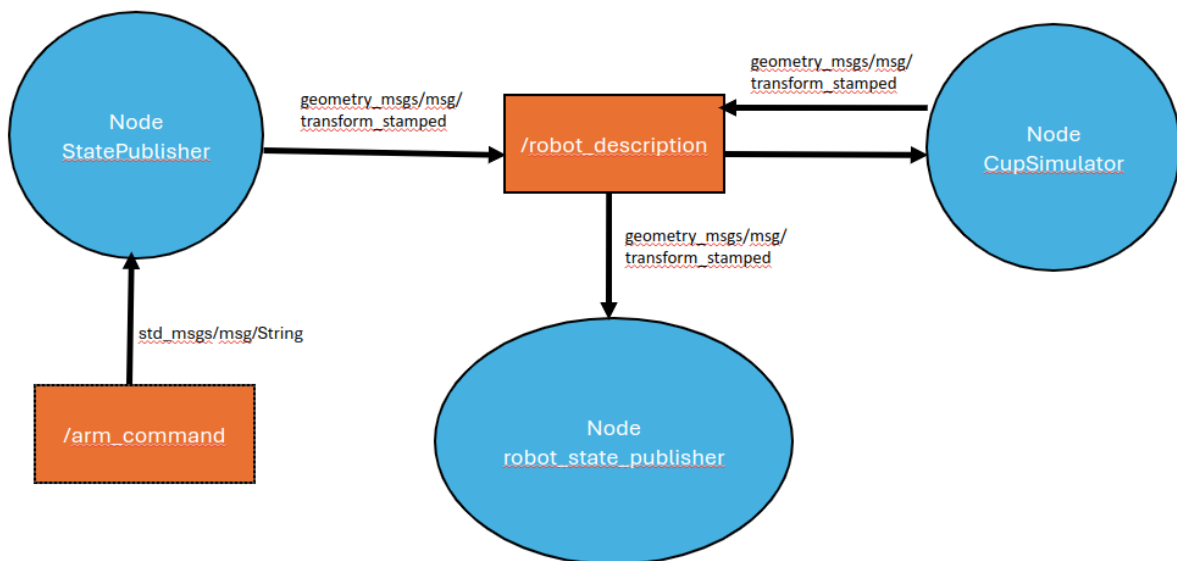 Node
StatePublisher
geometry_msgs/msg/
transform_stamped
/robot_description
geometry_msgs/msg/
transform_stamped
Node
CupSimulator
geometry_msgs/msg/
transform_stamped
std_msgs/msg/String
/arm_command
Node
robot_state_publisher